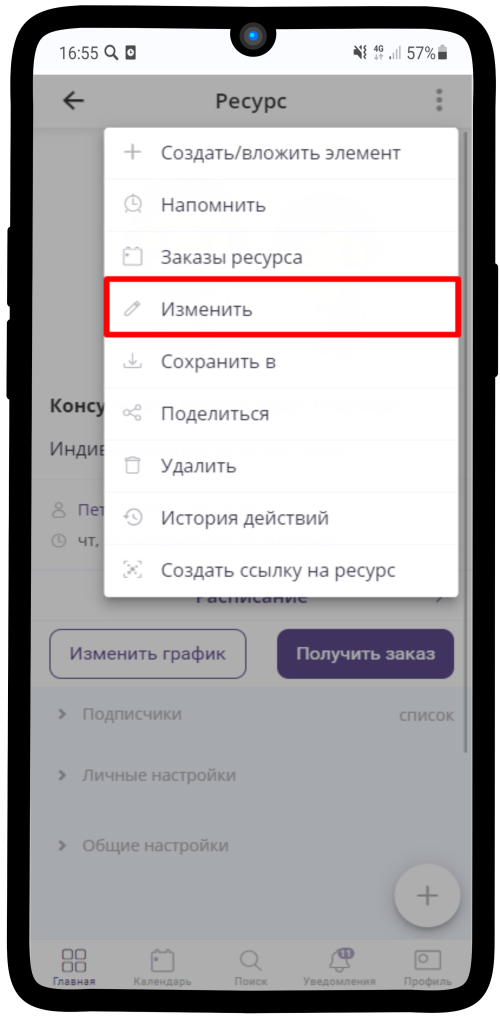 16:55 4G 57%
Ресурс
Создать/вложить элемент
Напомнить
Заказы ресурса
Изменить
Сохранить в
Поделиться
Удалить
История действий
Создать ссылку на ресурс
Консу
Индив
Пет
чт,
Расписание
Изменить график Получить заказ
Подписчики список
Личные настройки
Общие настройки
Главная Календарь Поиск Уведомления Профиль